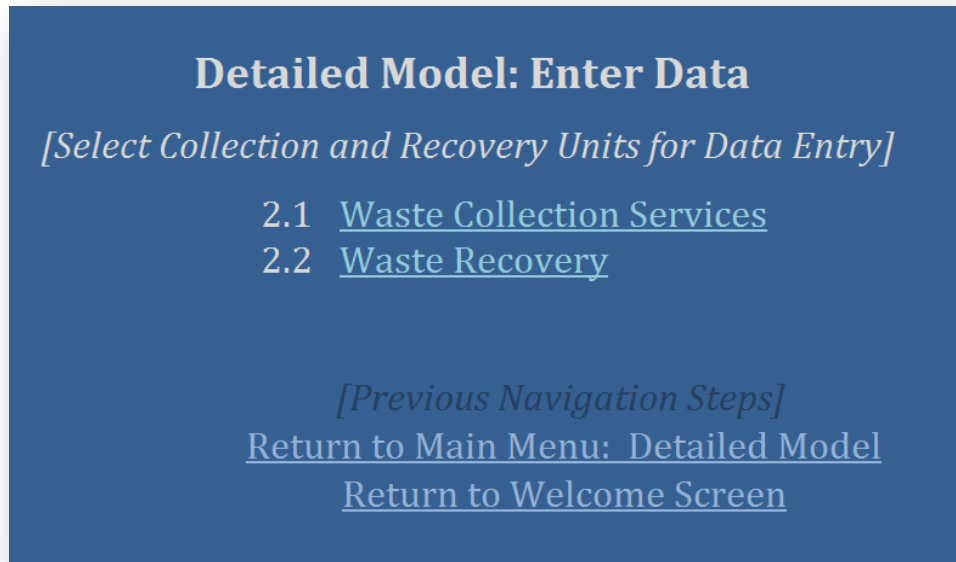 Detailed Model: Enter Data
[Select Collection and Recovery Units for Data Entry]
2.1 Waste Collection Services
2.2 Waste Recovery
[Previous Navigation Steps]
Return to Main Menu: Detailed Model
Return to Welcome Screen